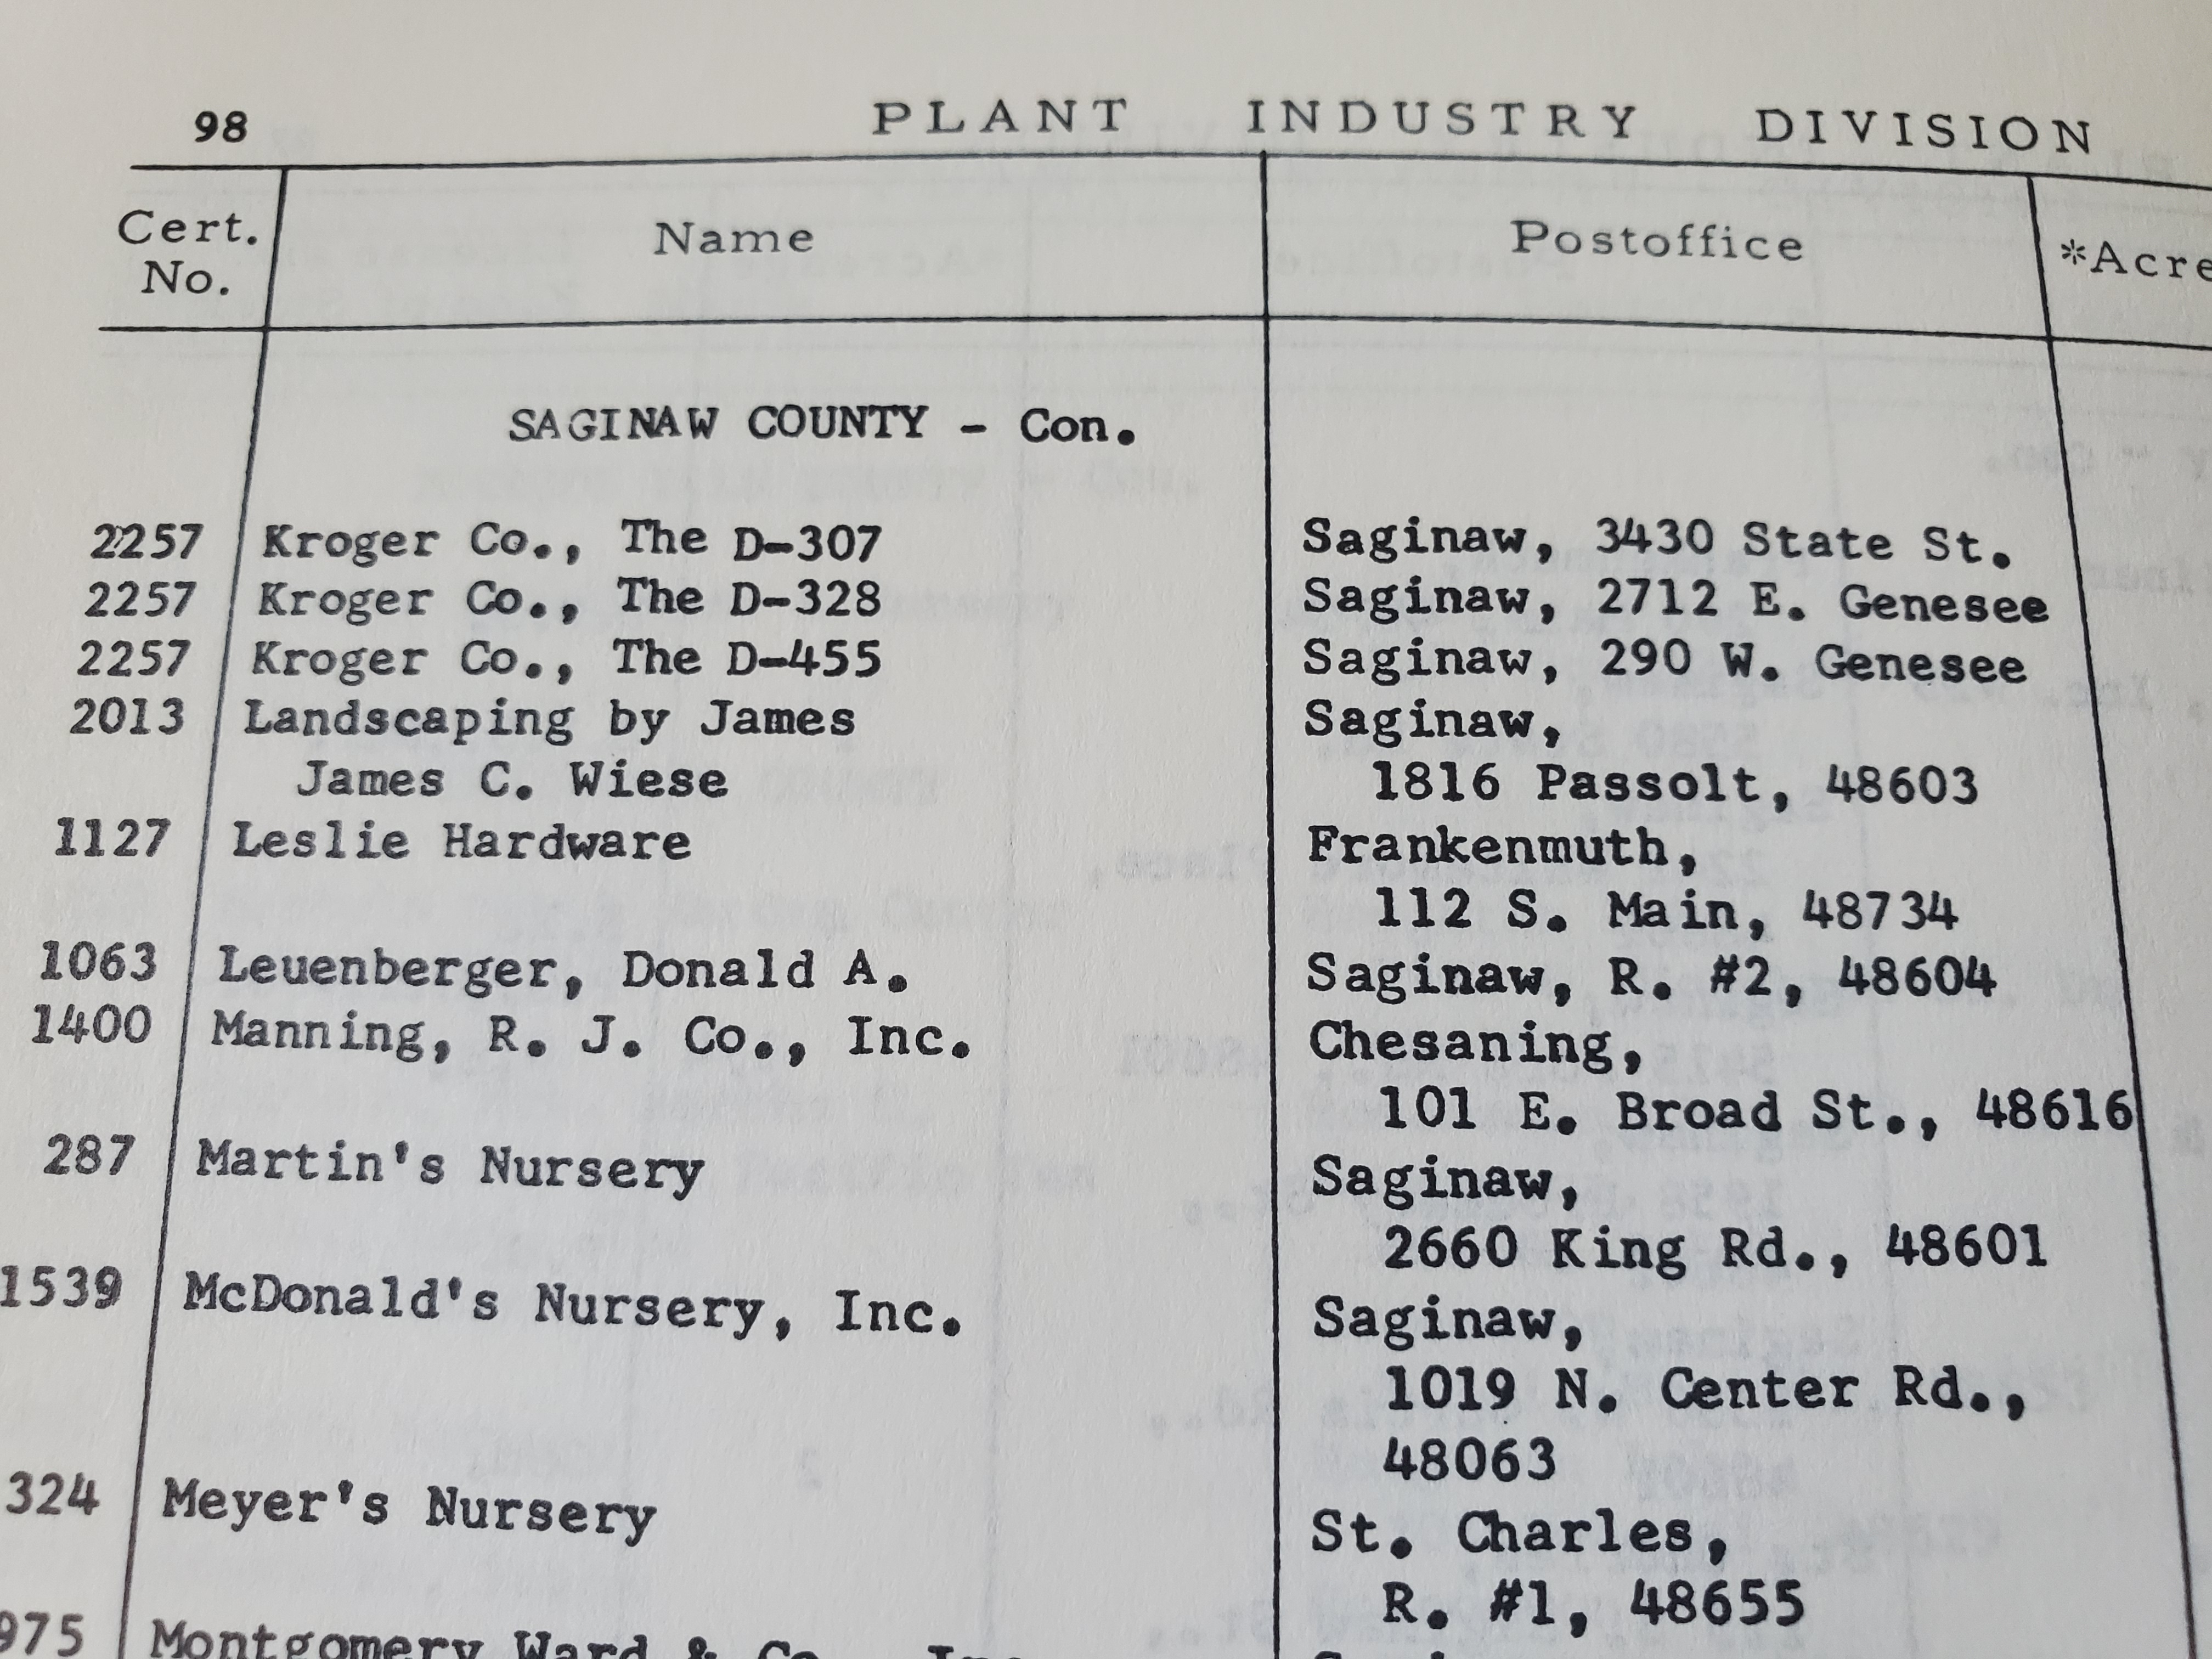 98 PLANT INDUSTRY DIVISION
Cert. No. Name Postoffice *Acre
SAGINAW COUNTY - Con.
2257 Kroger Co., The D-307 Saginaw, 3430 State St.
2257 Kroger Co., The D-328 Saginaw, 2712 E. Genesee
2257 Kroger Co., The D-455 Saginaw, 290 W. Genesee
2013 Landscaping by James Saginaw,
James C. Wiese 1816 Passolt, 48603
1127 Leslie Hardware Frankenmuth,
112 S. Main, 48734
1063 Leuenberger, Donald A. Saginaw, R. #2, 48604
1400 Manning, R. J. Co., Inc. Chesaning,
101 E. Broad St., 48616
287 Martin's Nursery Saginaw,
2660 King Rd., 48601
1539 McDonald's Nursery, Inc. Saginaw,
1019 N. Center Rd.,
48063
324 Meyer's Nursery St. Charles,
R. #1, 48655
975 Montgomery Ward & Co.